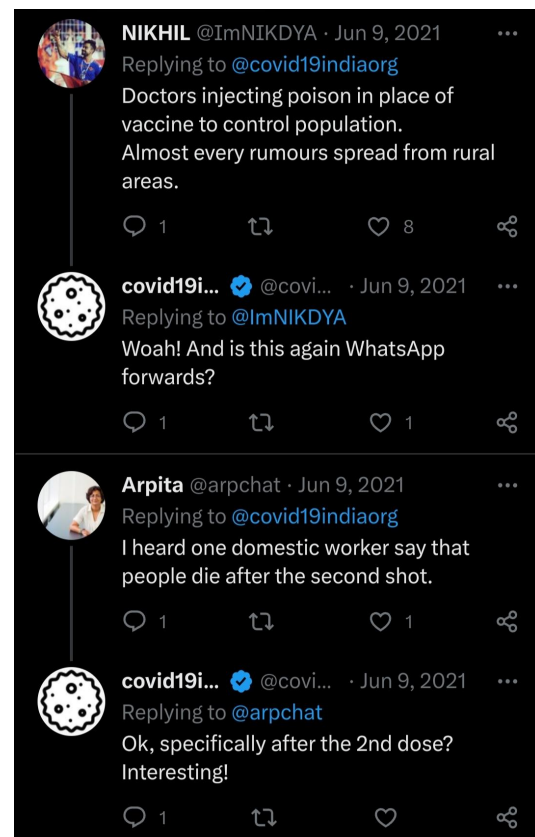 NIKHIL @ImNIKDYA · Jun 9, 2021
Replying to @covid19indiaorg
Doctors injecting poison in place of
vaccine to control population.
Almost every rumours spread from rural
areas.
1 8
covid19i... @covi... · Jun 9, 2021
Replying to @ImNIKDYA
Woah! And is this again WhatsApp
forwards?
1 1
Arpita @arpchat · Jun 9, 2021
Replying to @covid19indiaorg
I heard one domestic worker say that
people die after the second shot.
1 1
covid19i... @covi... · Jun 9, 2021
Replying to @arpchat
Ok, specifically after the 2nd dose?
Interesting!
1